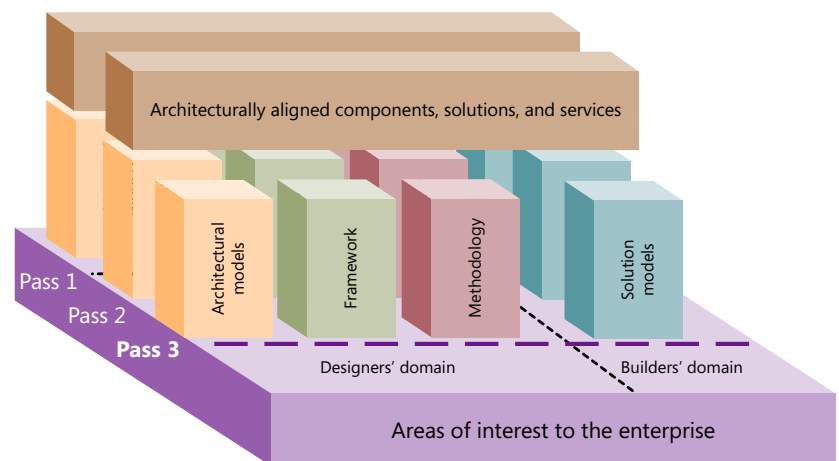 Architecturally aligned components, solutions, and services
Architectural
models
Framework
Methodology
Solution
models
Pass 1
Pass 2
Pass 3
Designers’ domain
Builders’ domain
Areas of interest to the enterprise